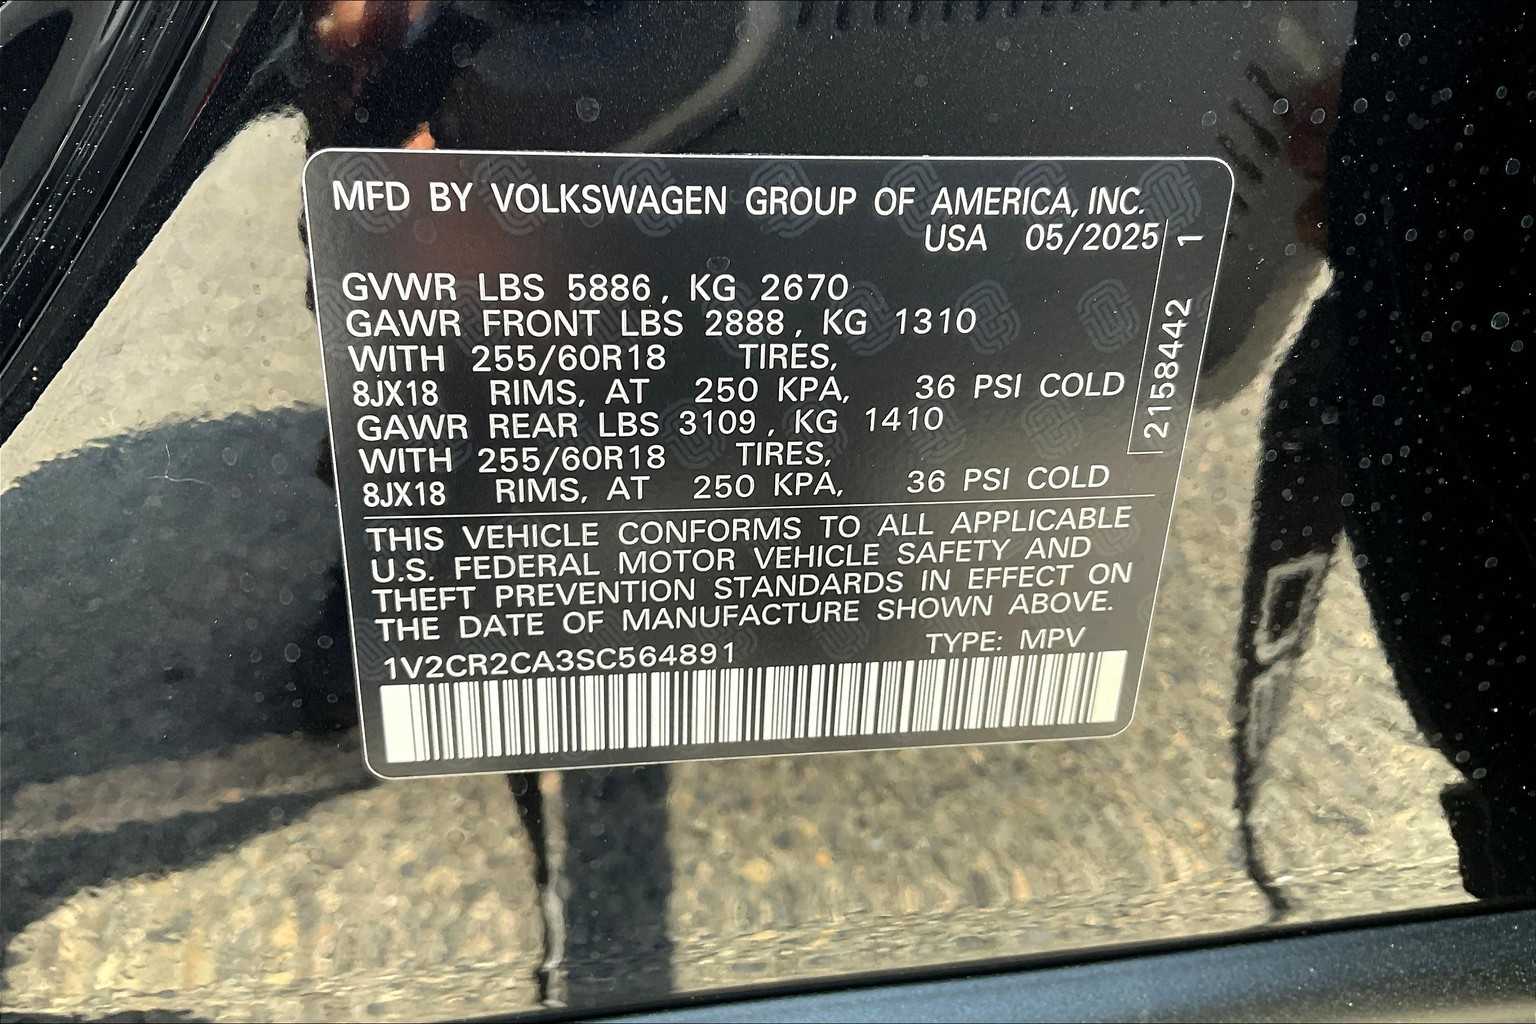 MFD BY VOLKSWAGEN GROUP OF AMERICA, INC.
USA 05/2025
GVWR LBS 5886, KG 2670
GAWR FRONT LBS 2888, KG 1310
WITH 255/60R18 TIRES,
8JX18 RIMS, AT 250 KPA, 36 PSI COLD
GAWR REAR LBS 3109, KG 1410
WITH 255/60R18 TIRES,
8JX18 RIMS, AT 250 KPA, 36 PSI COLD
THIS VEHICLE CONFORMS TO ALL APPLICABLE
U.S. FEDERAL MOTOR VEHICLE SAFETY AND
THEFT PREVENTION STANDARDS IN EFFECT ON
THE DATE OF MANUFACTURE SHOWN ABOVE.
1V2CR2CA3SC564891 TYPE: MPV
2158442 1